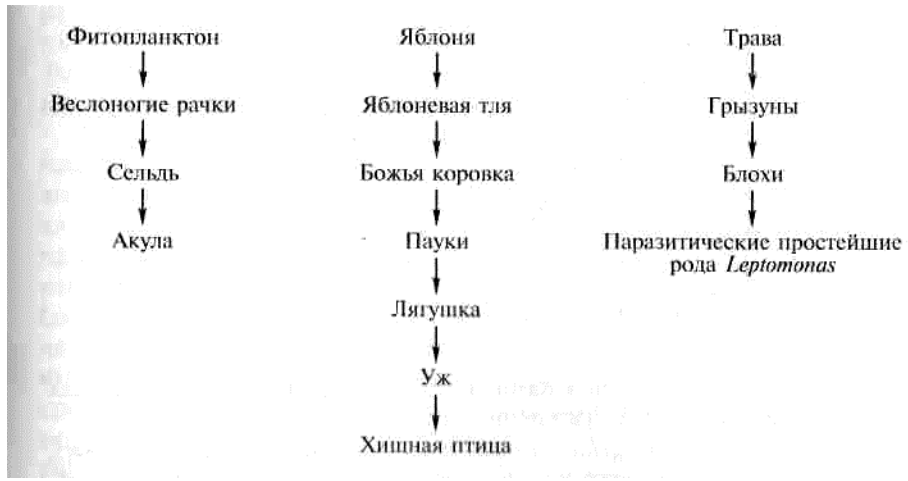 Фитопланктон
Веслоногие рачки
Сельдь
Акула
Яблоня
Яблоневая тля
Божья коровка
Пауки
Лягушка
Уж
Хищная птица
Трава
Грызуны
Блохи
Паразитические простейшие
рода Leptomonas